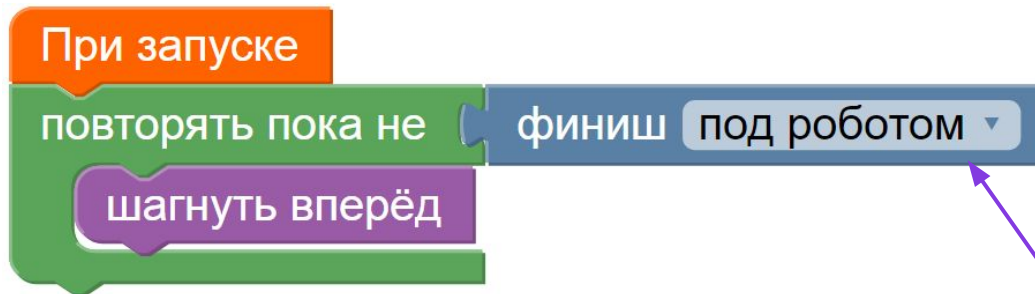 При запуске
повторять пока не финиш под роботом
шагнуть вперёд